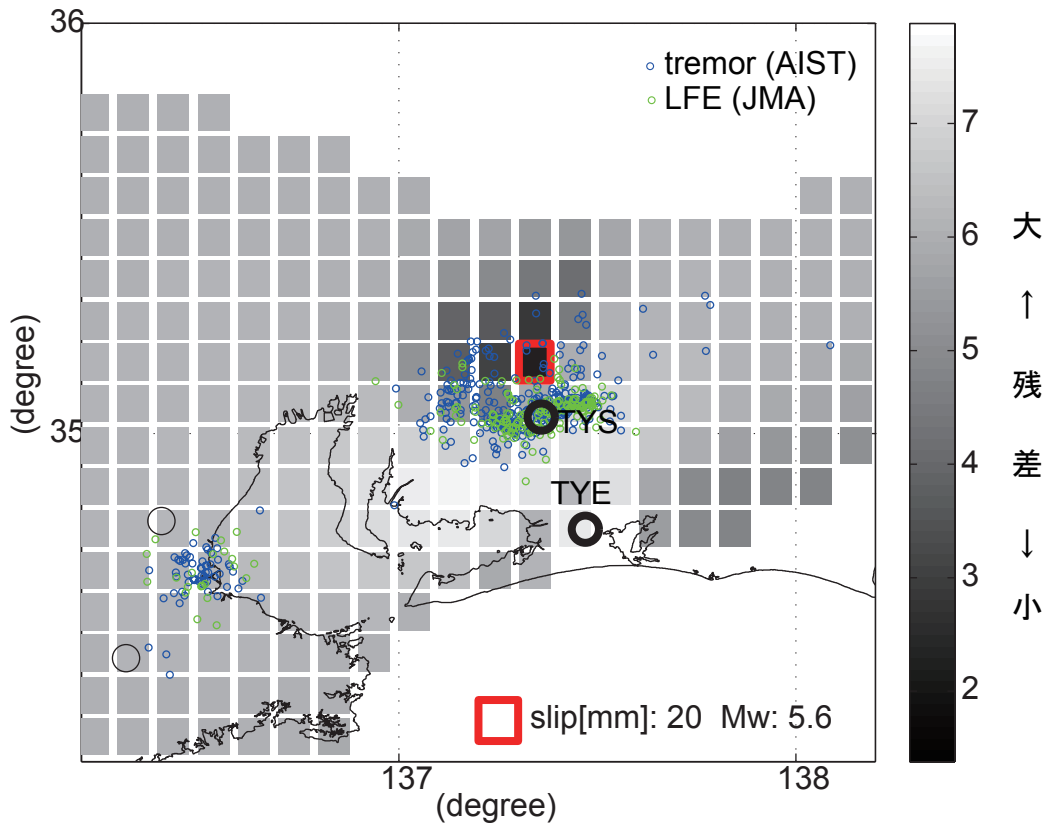 36
tremor (AIST)
LFE (JMA)
7
6
5
4
3
2
大
↑
残
差
↓
小
(degree)
35
TYS
TYE
slip[mm]: 20 Mw: 5.6
137
138
(degree)